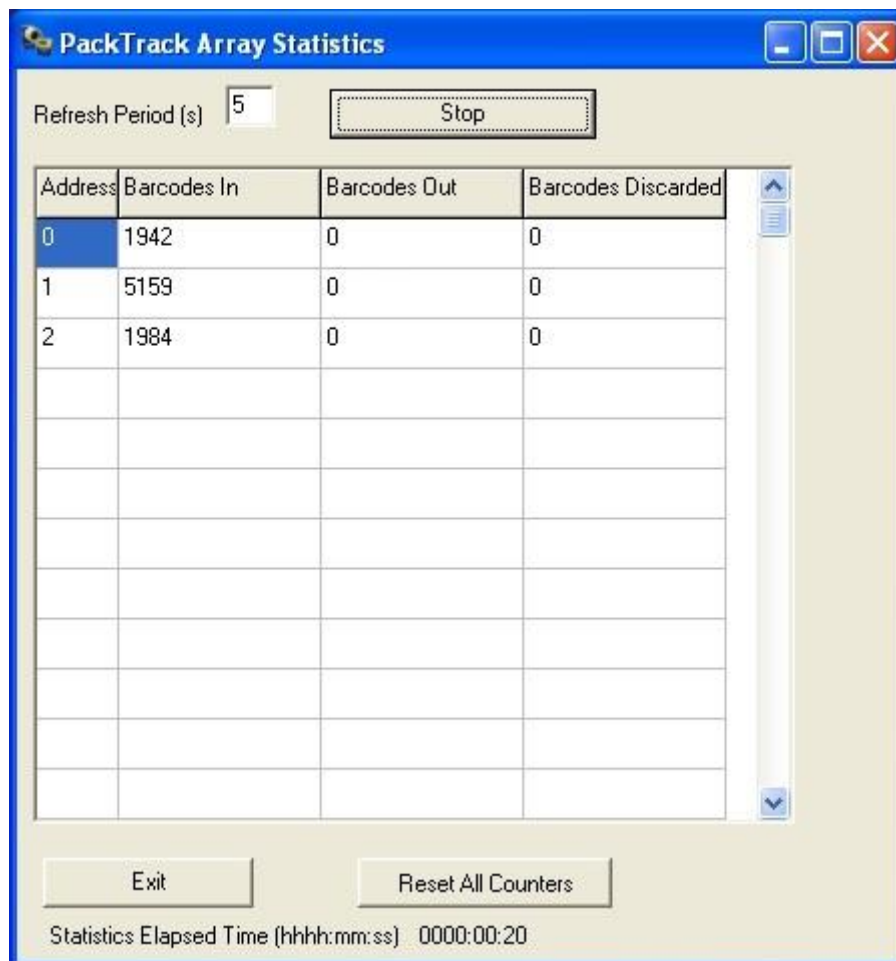 PackTrack Array Statistics
Refresh Period (s) 5 Stop
Address Barcodes In Barcodes Out Barcodes Discarded
0 1942 0 0
1 5159 0 0
2 1984 0 0
Exit Reset All Counters
Statistics Elapsed Time (hhhh:mm:ss) 0000:00:20